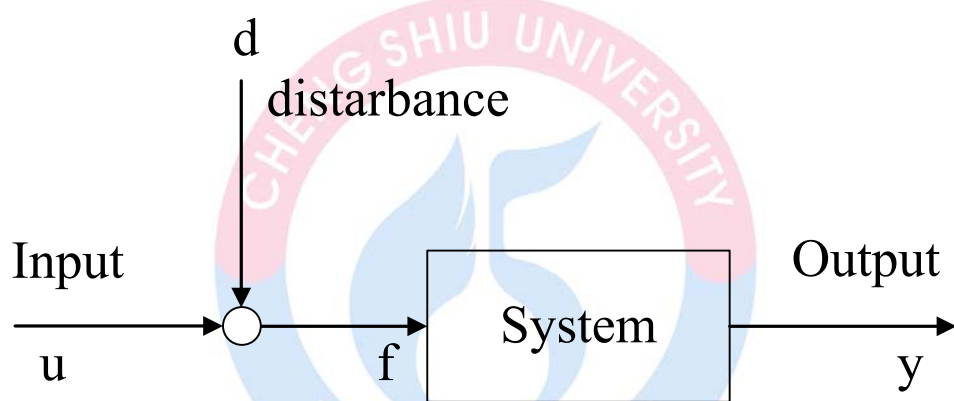 CHENG SHIU UNIVERSITY
d
distarbance
Input
Output
System
u
f
y